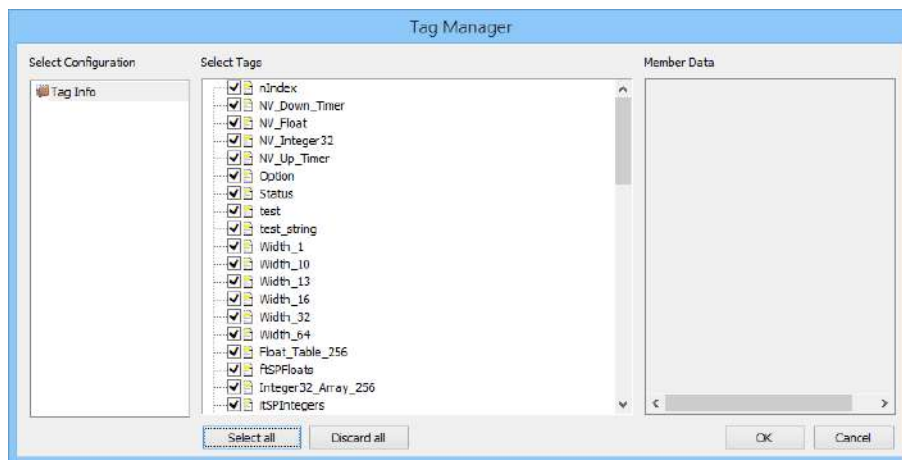 Tag Manager
Select Configuration
Select Tags
Member Data
Tag Info
nIndex
NV_Down_Timer
NV_Float
NV_Integer32
NV_Up_Timer
Option
Status
test
test_string
Width_1
Width_10
Width_13
Width_16
Width_32
Width_64
Float_Table_256
ftSPFloats
Integer32_Array_256
itSPIntegers
Select all
Discard all
OK
Cancel